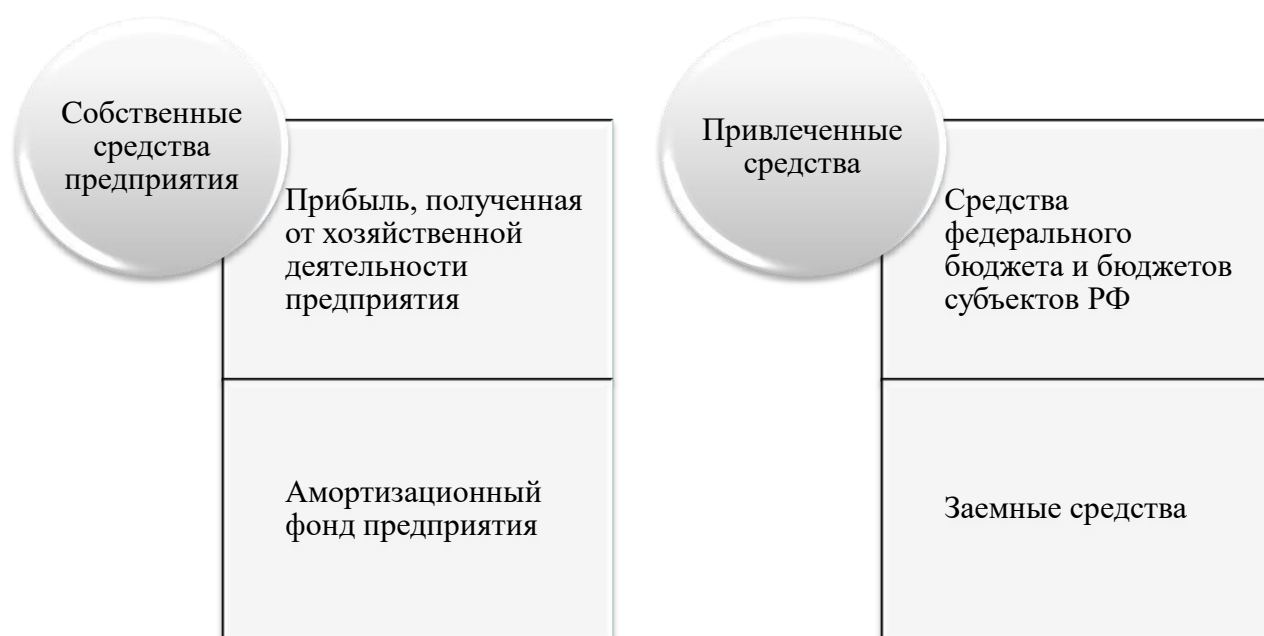 Собственные
средства
предприятия
Прибыль, полученная
от хозяйственной
деятельности
предприятия
Амортизационный
фонд предприятия
Привлеченные
средства
Средства
федерального
бюджета и бюджетов
субъектов РФ
Заемные средства